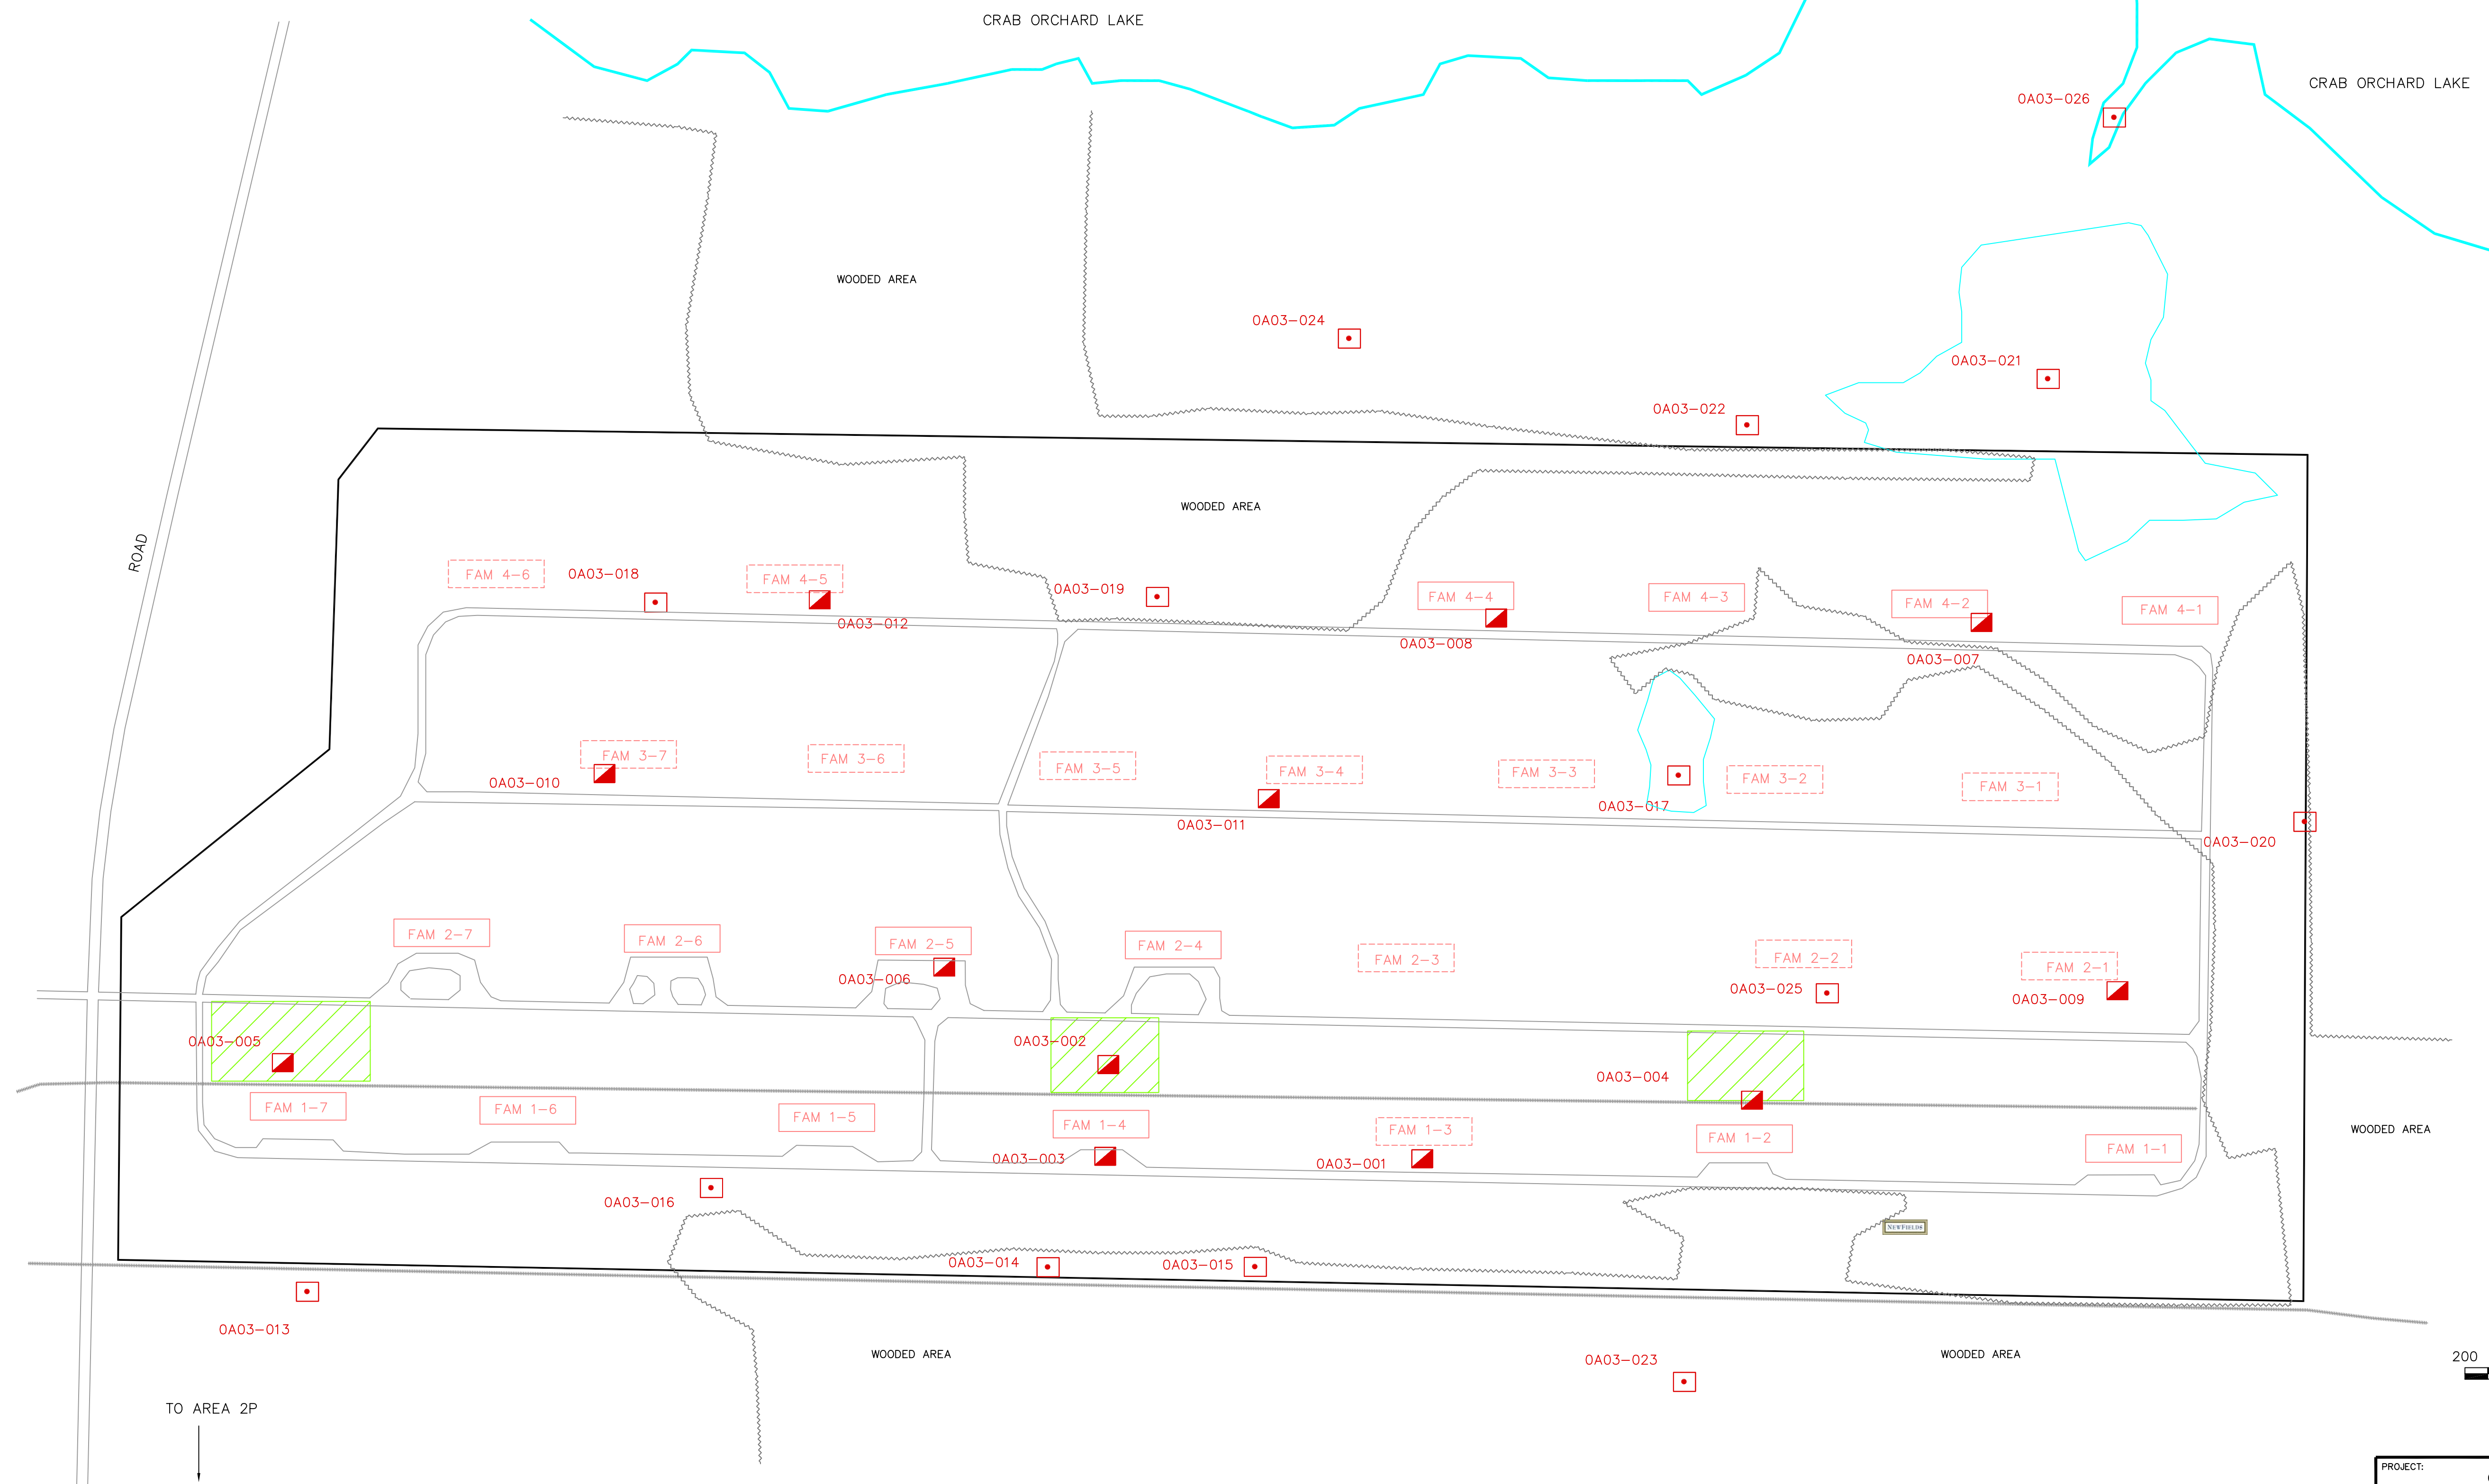 CRAB ORCHARD LAKE
CRAB ORCHARD LAKE
0A03-026
WOODED AREA
0A03-024
0A03-021
0A03-022
WOODED AREA
ROAD
FAM 4-6
0A03-018
FAM 4-5
0A03-012
0A03-019
FAM 4-4
0A03-008
FAM 4-3
FAM 4-2
0A03-007
FAM 4-1
FAM 3-7
0A03-010
FAM 3-6
FAM 3-5
FAM 3-4
0A03-011
FAM 3-3
0A03-017
FAM 3-2
FAM 3-1
0A03-020
FAM 2-7
FAM 2-6
FAM 2-5
0A03-006
FAM 2-4
FAM 2-3
FAM 2-2
0A03-025
FAM 2-1
0A03-009
0A03-005
0A03-002
0A03-004
FAM 1-7
FAM 1-6
FAM 1-5
FAM 1-4
0A03-003
FAM 1-3
0A03-001
FAM 1-2
FAM 1-1
WOODED AREA
0A03-016
NEWFIELDS
0A03-014
0A03-015
0A03-013
WOODED AREA
0A03-023
WOODED AREA
200
TO AREA 2P
PROJECT: